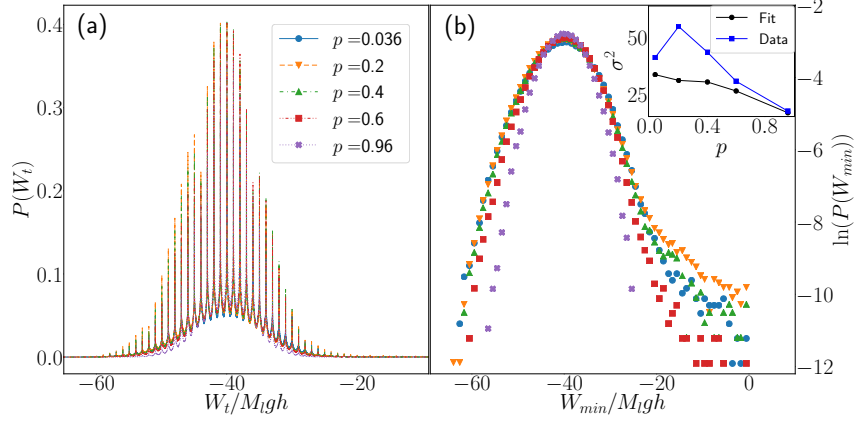 (a)
p =0.036
p =0.2
p =0.4
p =0.6
p =0.96
P(W_t)
0.4
0.3
0.2
0.1
0.0
−60
−40
−20
W_t/M_lgh
(b)
Fit
Data
σ²
50
25
0.0
0.4
0.8
p
−2
−4
−6
−8
−10
−12
ln(P(W_min))
−60
−40
−20
0
W_min/M_lgh